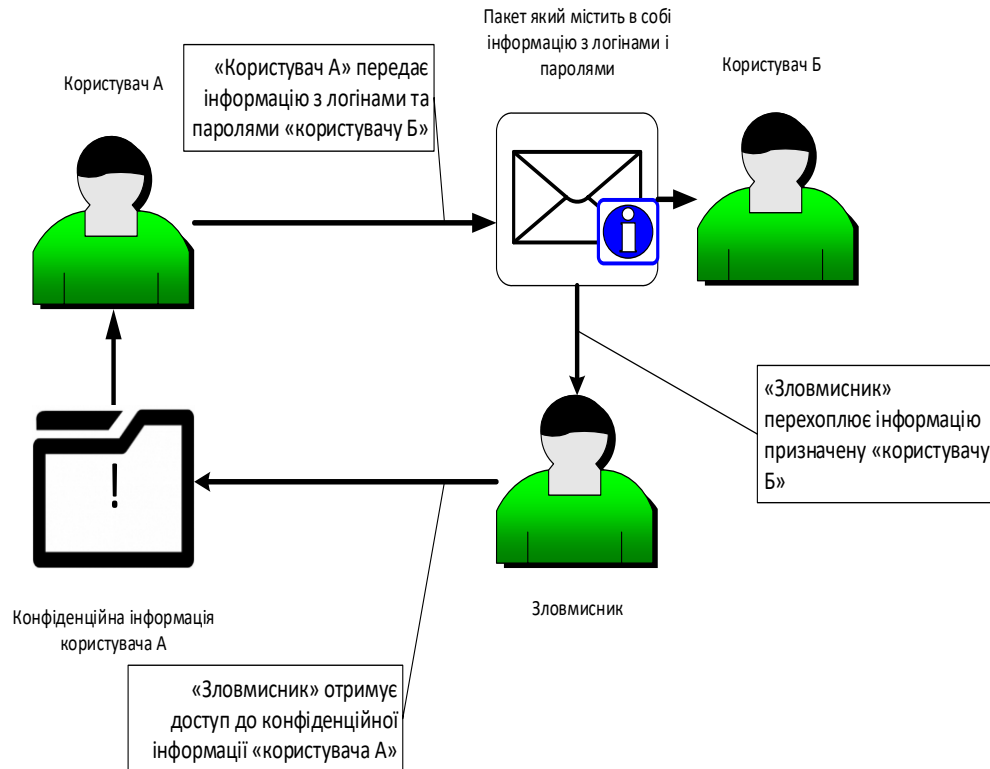 Пакет який містить в собі
інформацію з логінами і
паролями
Користувач А
«Користувач А» передає
інформацію з логінами та
паролями «користувачу Б»
Користувач Б
«Зловмисник»
перехоплює інформацію
призначену «користувачу
Б»
Зловмисник
Конфіденційна інформація
користувача А
«Зловмисник» отримує
доступ до конфіденційної
інформації «користувача А»